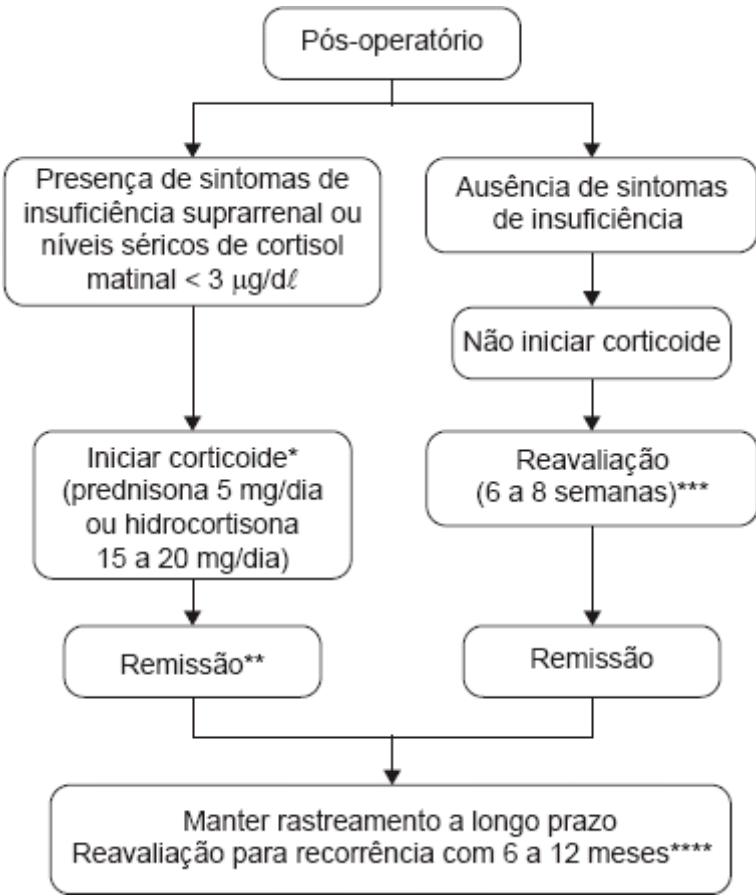 Pós-operatório
Presença de sintomas de
insuficiência suprarrenal ou
níveis séricos de cortisol
matinal < 3 μg/dℓ
Ausência de sintomas
de insuficiência
Não iniciar corticoide
Iniciar corticoide*
(prednisona 5 mg/dia
ou hidrocortisona
15 a 20 mg/dia)
Reavaliação
(6 a 8 semanas)***
Remissão**
Remissão
Manter rastreamento a longo prazo
Reavaliação para recorrência com 6 a 12 meses****